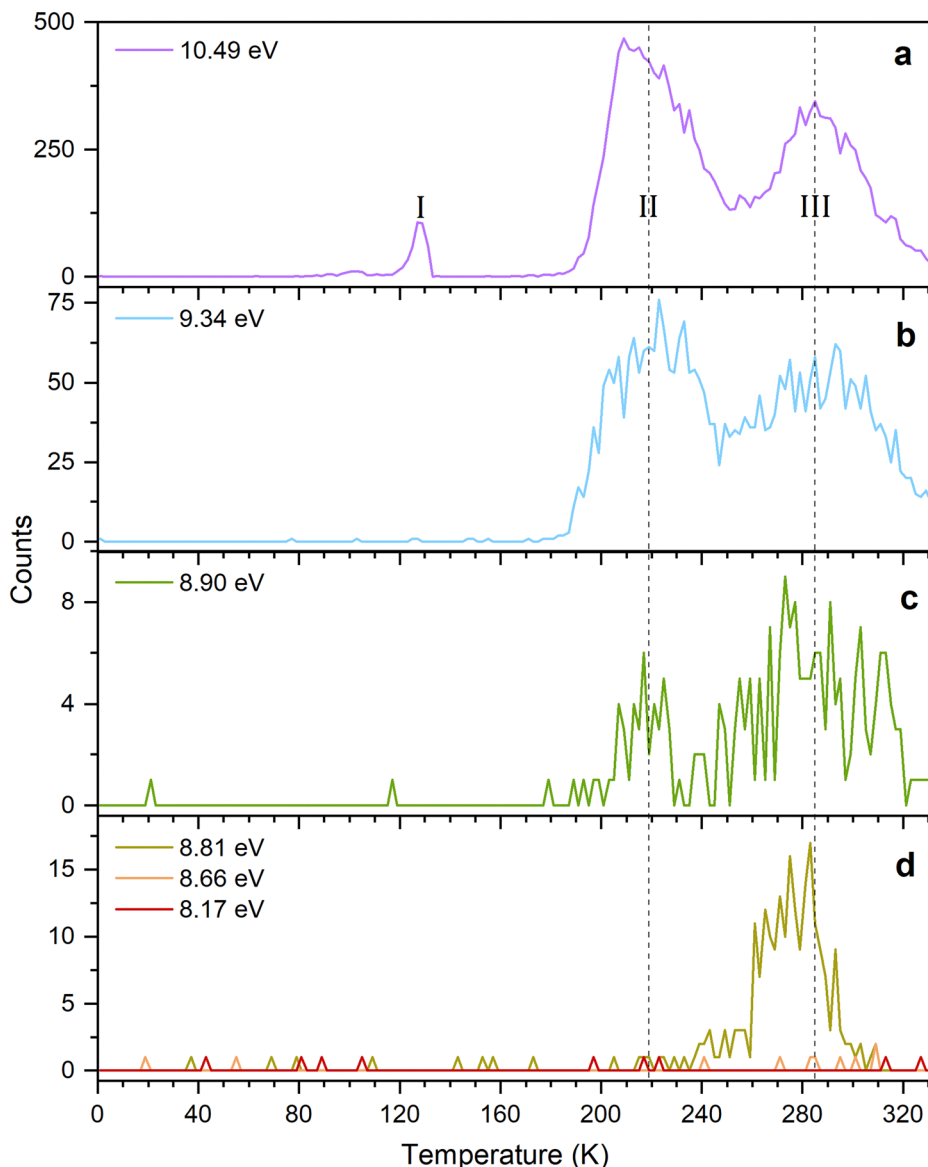 500
10.49 eV
a
250
I
II
III
0
75
9.34 eV
b
50
25
0
8.90 eV
c
8
4
0
8.81 eV
8.66 eV
8.17 eV
d
15
10
5
0
0 40 80 120 160 200 240 280 320
Temperature (K)
Counts